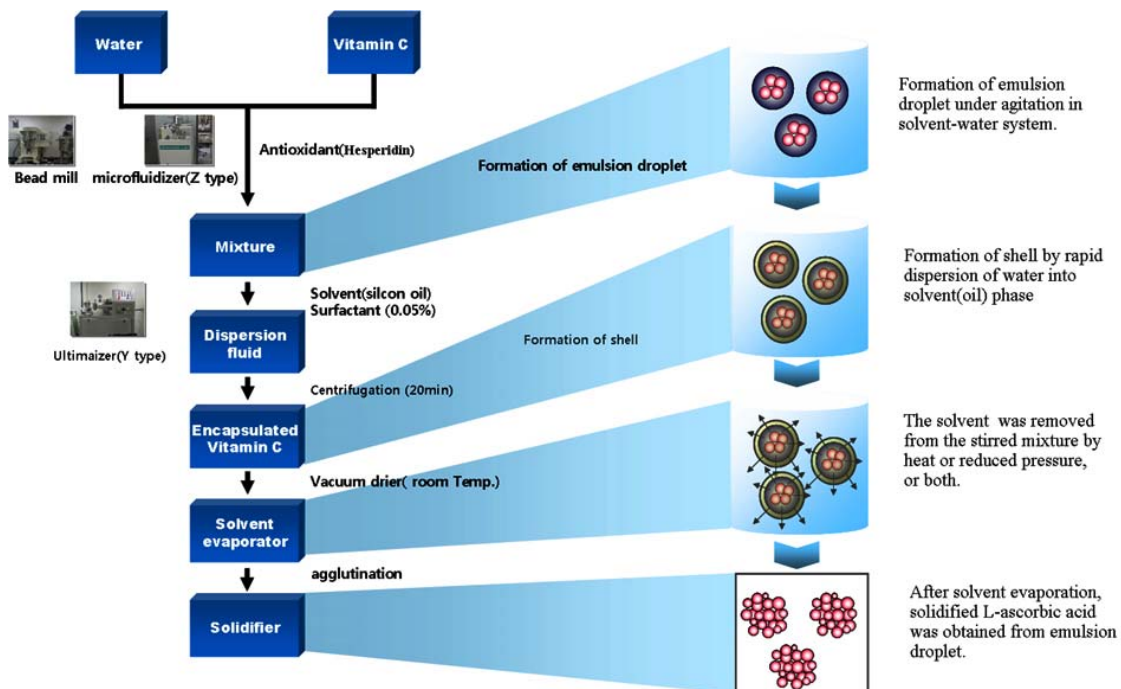 Water
Vitamin C
Bead mill
microfluidizer(Z type)
Antioxidant(Hesperidin)
Mixture
Solvent(silcon oil)
Surfactant (0.05%)
Ultimaizer(Y type)
Dispersion
fluid
Centrifugation (20min)
Encapsulated
Vitamin C
Vacuum drier( room Temp.)
Solvent
evaporator
agglutination
Solidifier
Formation of emulsion droplet
Formation of shell
Formation of emulsion
droplet under agitation in
solvent-water system.
Formation of shell by rapid
dispersion of water into
solvent(oil) phase
The solvent was removed
from the stirred mixture by
heat or reduced pressure,
or both.
After solvent evaporation,
solidified L-ascorbic acid
was obtained from emulsion
droplet.